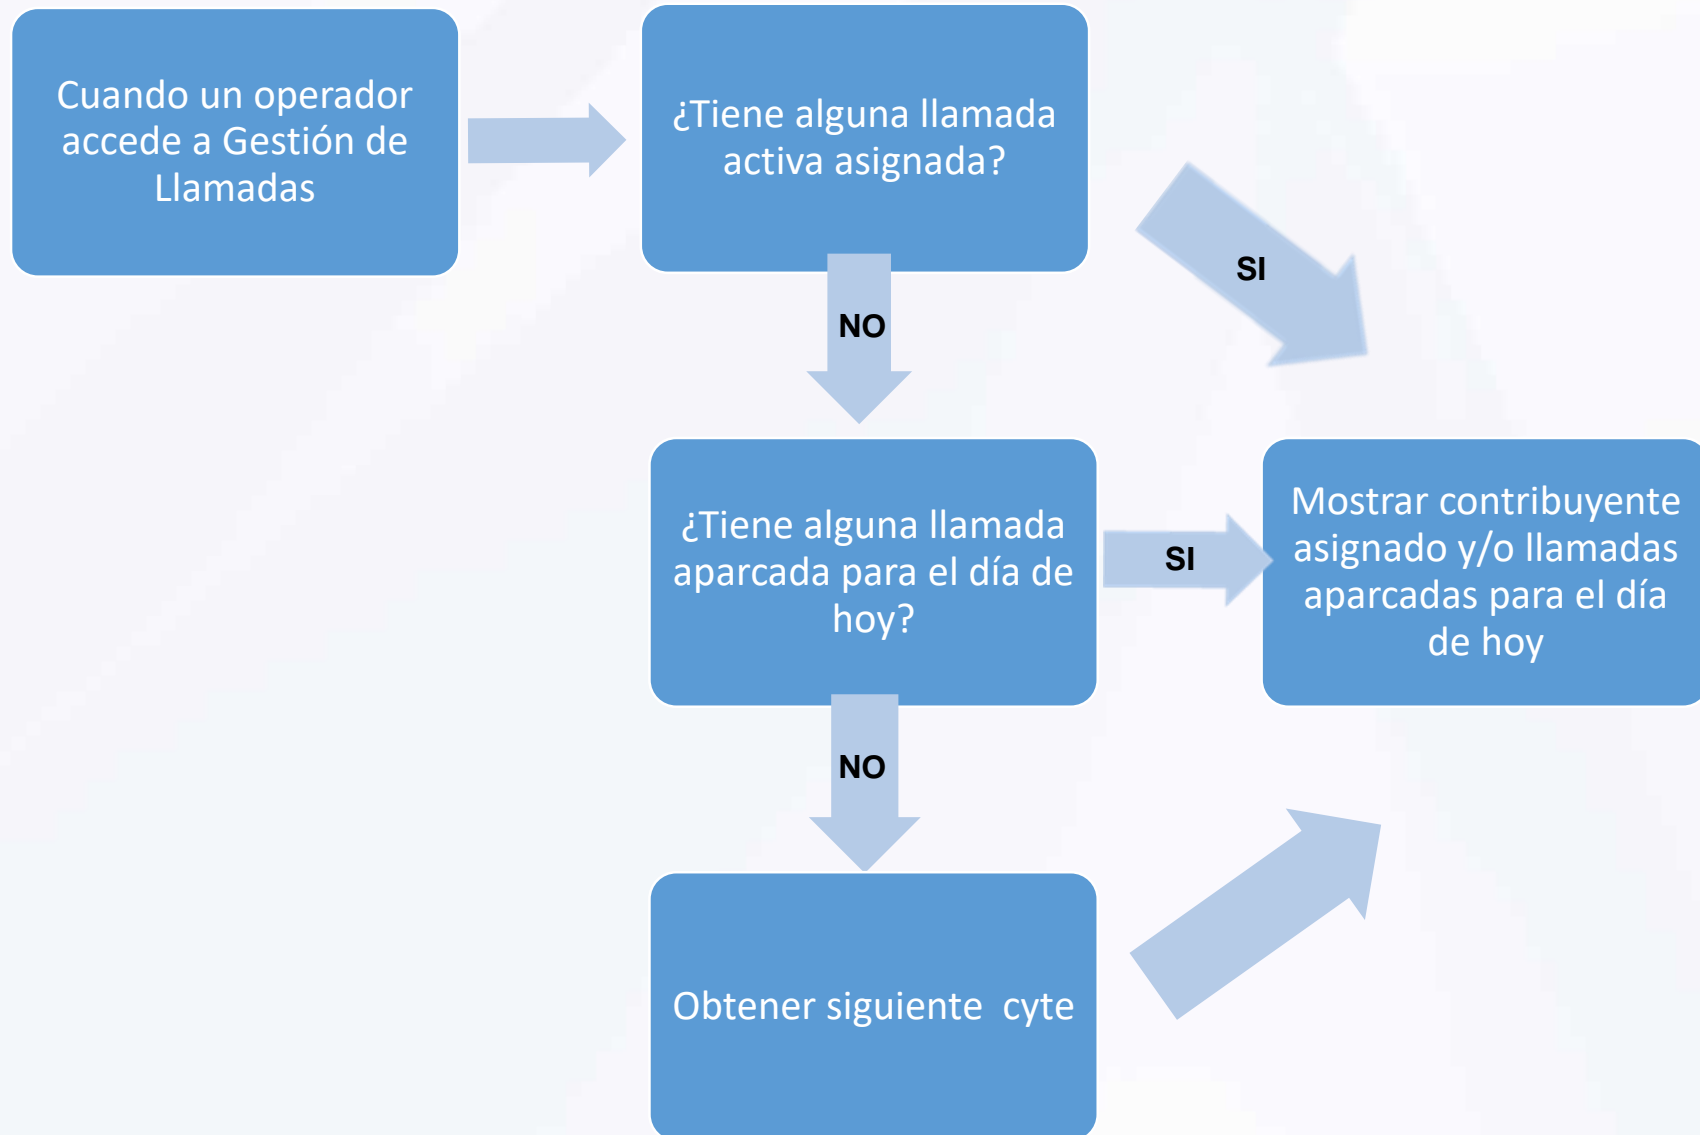 Cuando un operador
accede a Gestión de
Llamadas
¿Tiene alguna llamada
activa asignada?
SI
NO
¿Tiene alguna llamada
aparcada para el día de
hoy?
SI
Mostrar contribuyente
asignado y/o llamadas
aparcadas para el día
de hoy
NO
Obtener siguiente  cyte